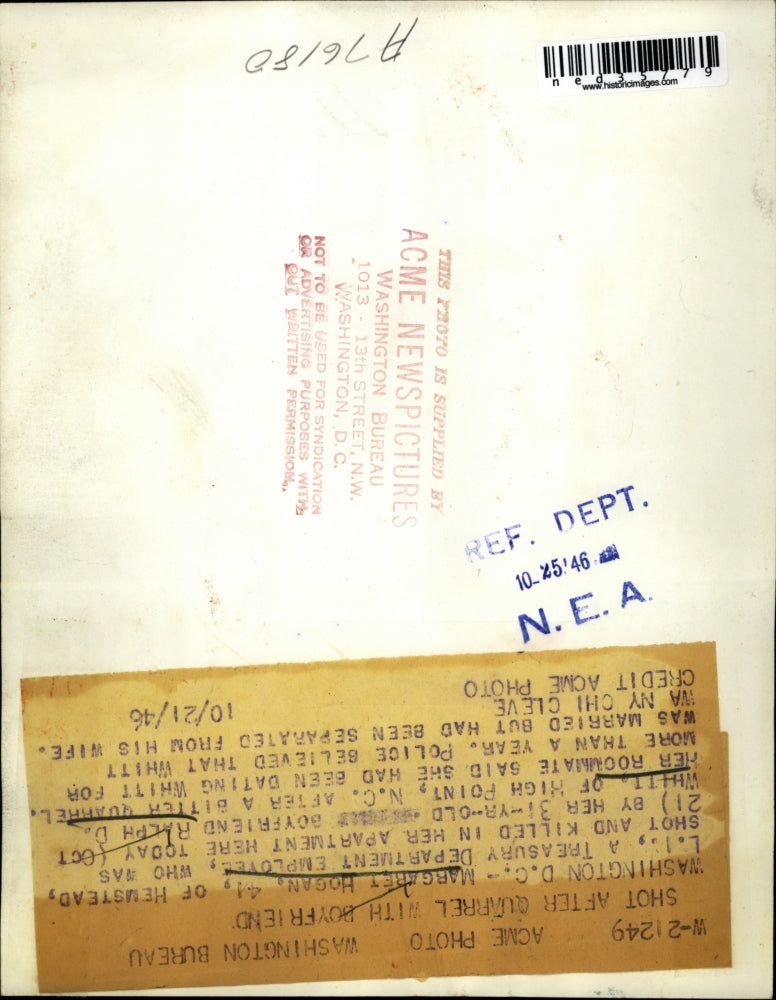 A76180
ned35779
www.historicimages.com
THIS PHOTO IS SUPPLIED BY
ACME NEWSPICTURES
WASHINGTON BUREAU
1013 - 13th STREET, N.W.
WASHINGTON, D.C.
NOT TO BE USED FOR SYNDICATION
OR ADVERTISING PURPOSES WITH-
OUT WRITTEN PERMISSION.
REF. DEPT.
10-25'46
N.E.A.
W-21249 ACME PHOTO WASHINGTON BUREAU
SHOT AFTER QUARREL WITH BOYFRIEND
WASHINGTON D.C.-- MARGARET HOGAN, 41, OF HEMSTEAD,
L.I., A TREASURY DEPARTMENT EMPLOYEE, WHO WAS
SHOT AND KILLED IN HER APARTMENT HERE TODAY (OCT
21) BY HER 31-YR-OLD BOYFRIEND RALPH D.
WHITT, OF HIGH POINT, N.C. AFTER A BITTER QUARREL.
HER ROOMMATE SAID SHE HAD BEEN DATING WHITT FOR
MORE THAN A YEAR. POLICE BELIEVED THAT WHITT
WAS MARRIED BUT HAD BEEN SEPARATED FROM HIS WIFE.
WA NY CHI CLEVE 10/21/46
CREDIT ACME PHOTO